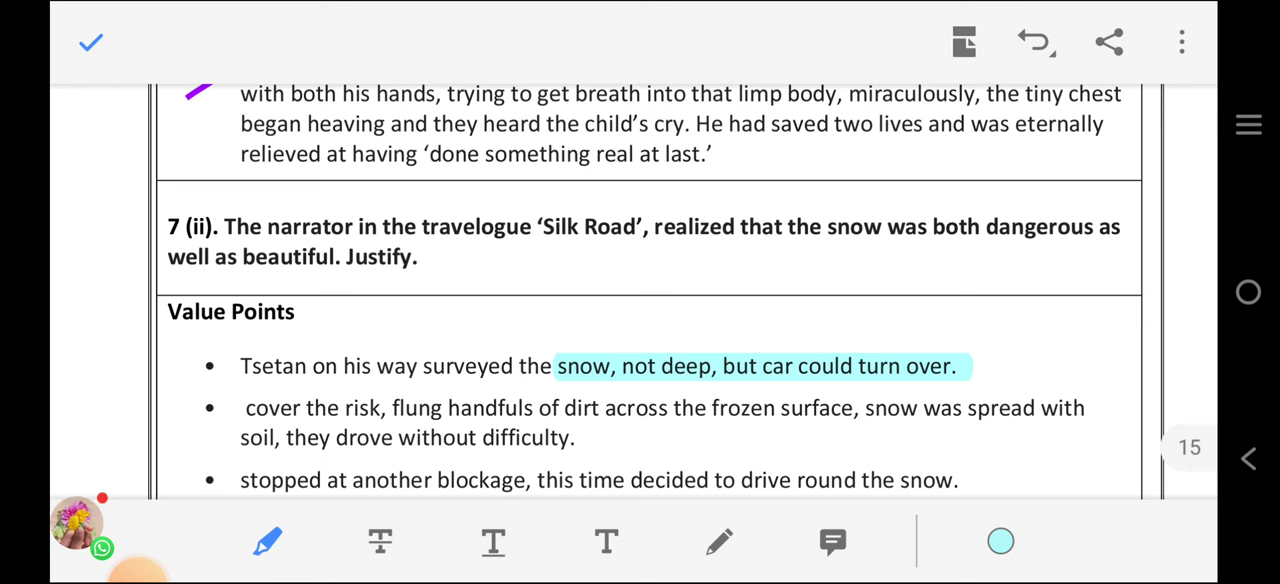 with both his hands, trying to get breath into that limp body, miraculously, the tiny chest
began heaving and they heard the child’s cry. He had saved two lives and was eternally
relieved at having ‘done something real at last.’
7 (ii). The narrator in the travelogue ‘Silk Road’, realized that the snow was both dangerous as
well as beautiful. Justify.
Value Points
• Tsetan on his way surveyed the snow, not deep, but car could turn over.
• cover the risk, flung handfuls of dirt across the frozen surface, snow was spread with
soil, they drove without difficulty.
15
• stopped at another blockage, this time decided to drive round the snow.
T T T